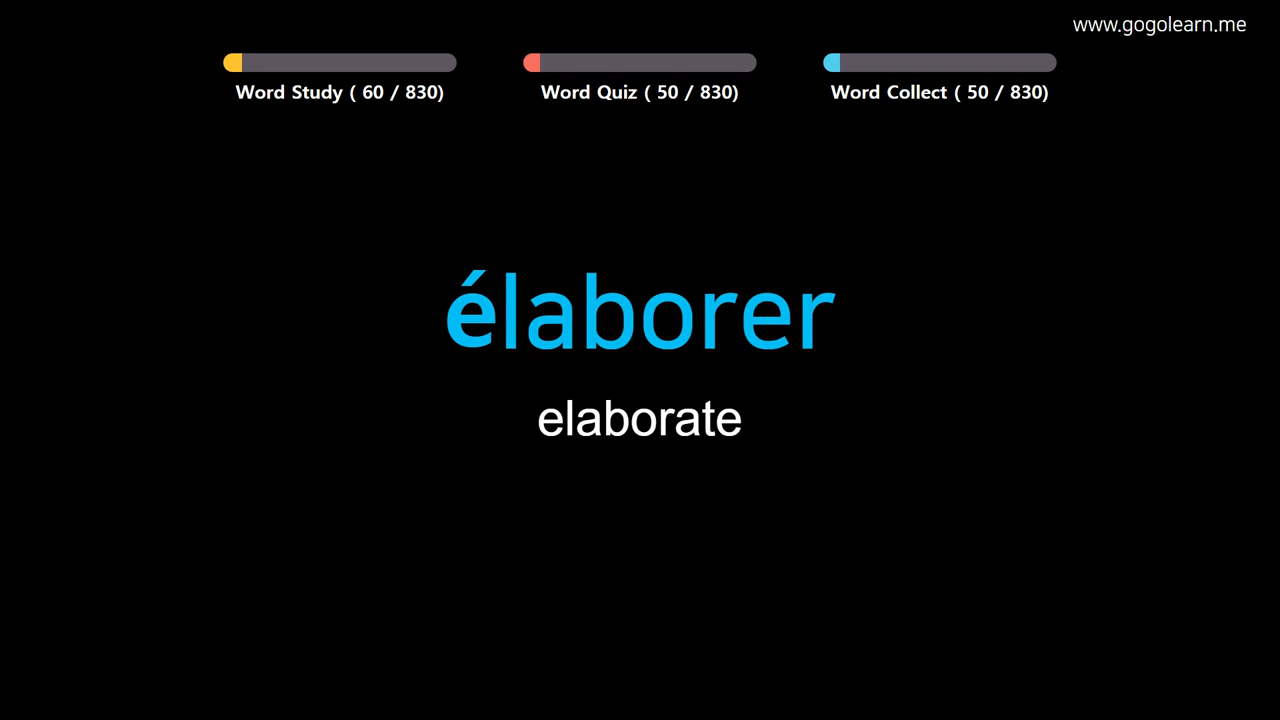 www.gogolearn.me
Word Study ( 60 / 830)
Word Quiz ( 50 / 830)
Word Collect ( 50 / 830)
élaborer
elaborate